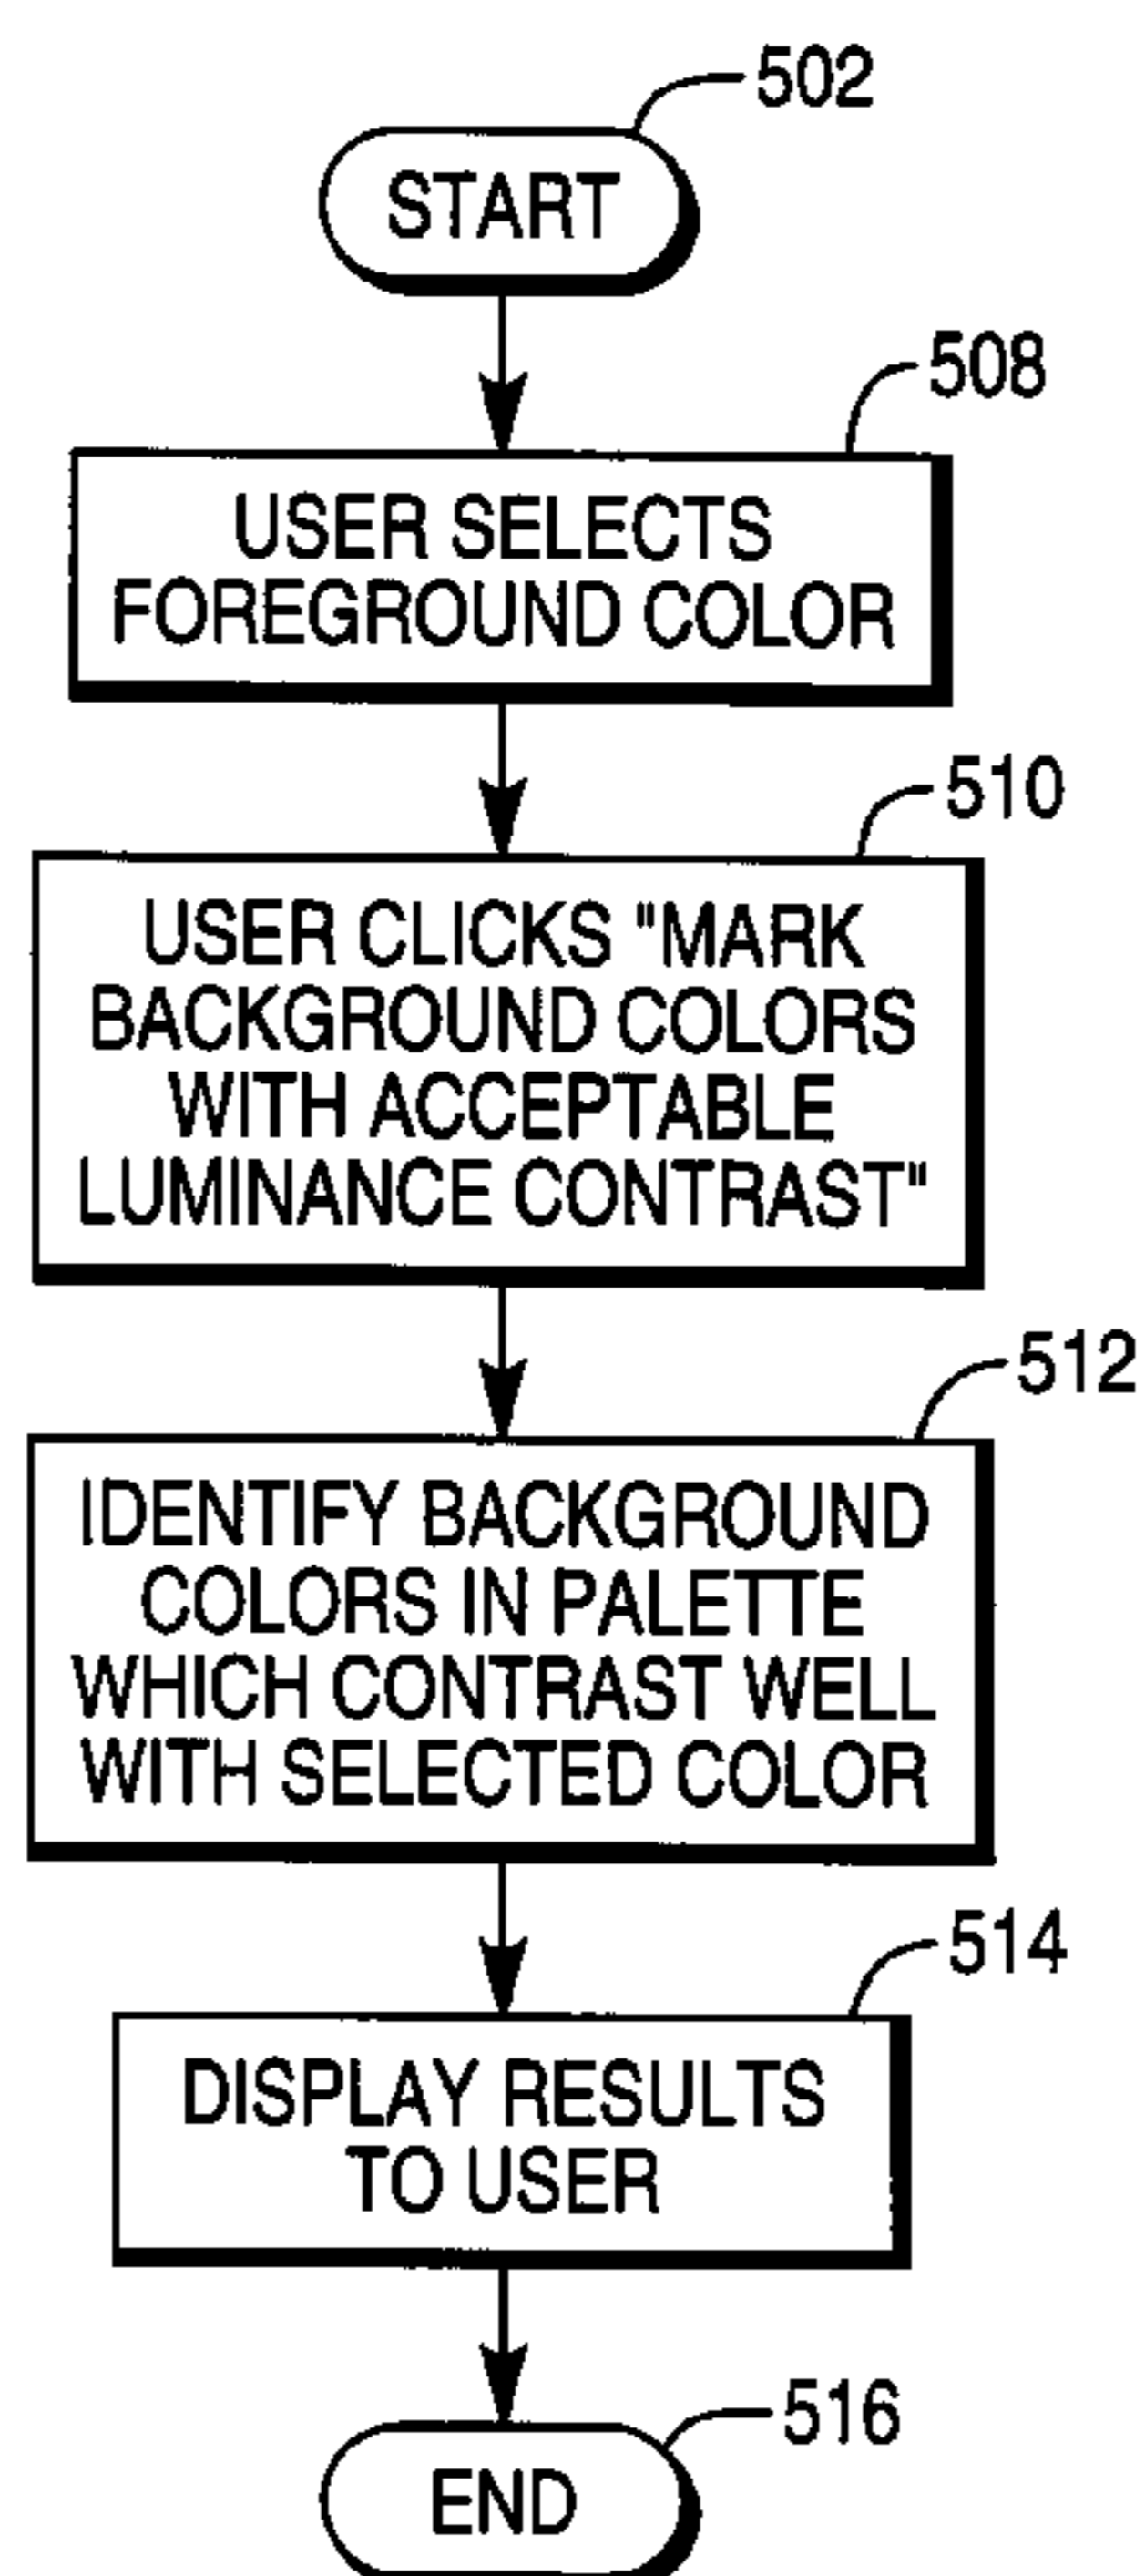 502
START
508
USER SELECTS
FOREGROUND COLOR
510
USER CLICKS "MARK
BACKGROUND COLORS
WITH ACCEPTABLE
LUMINANCE CONTRAST"
512
IDENTIFY BACKGROUND
COLORS IN PALETTE
WHICH CONTRAST WELL
WITH SELECTED COLOR
514
DISPLAY RESULTS
TO USER
516
END